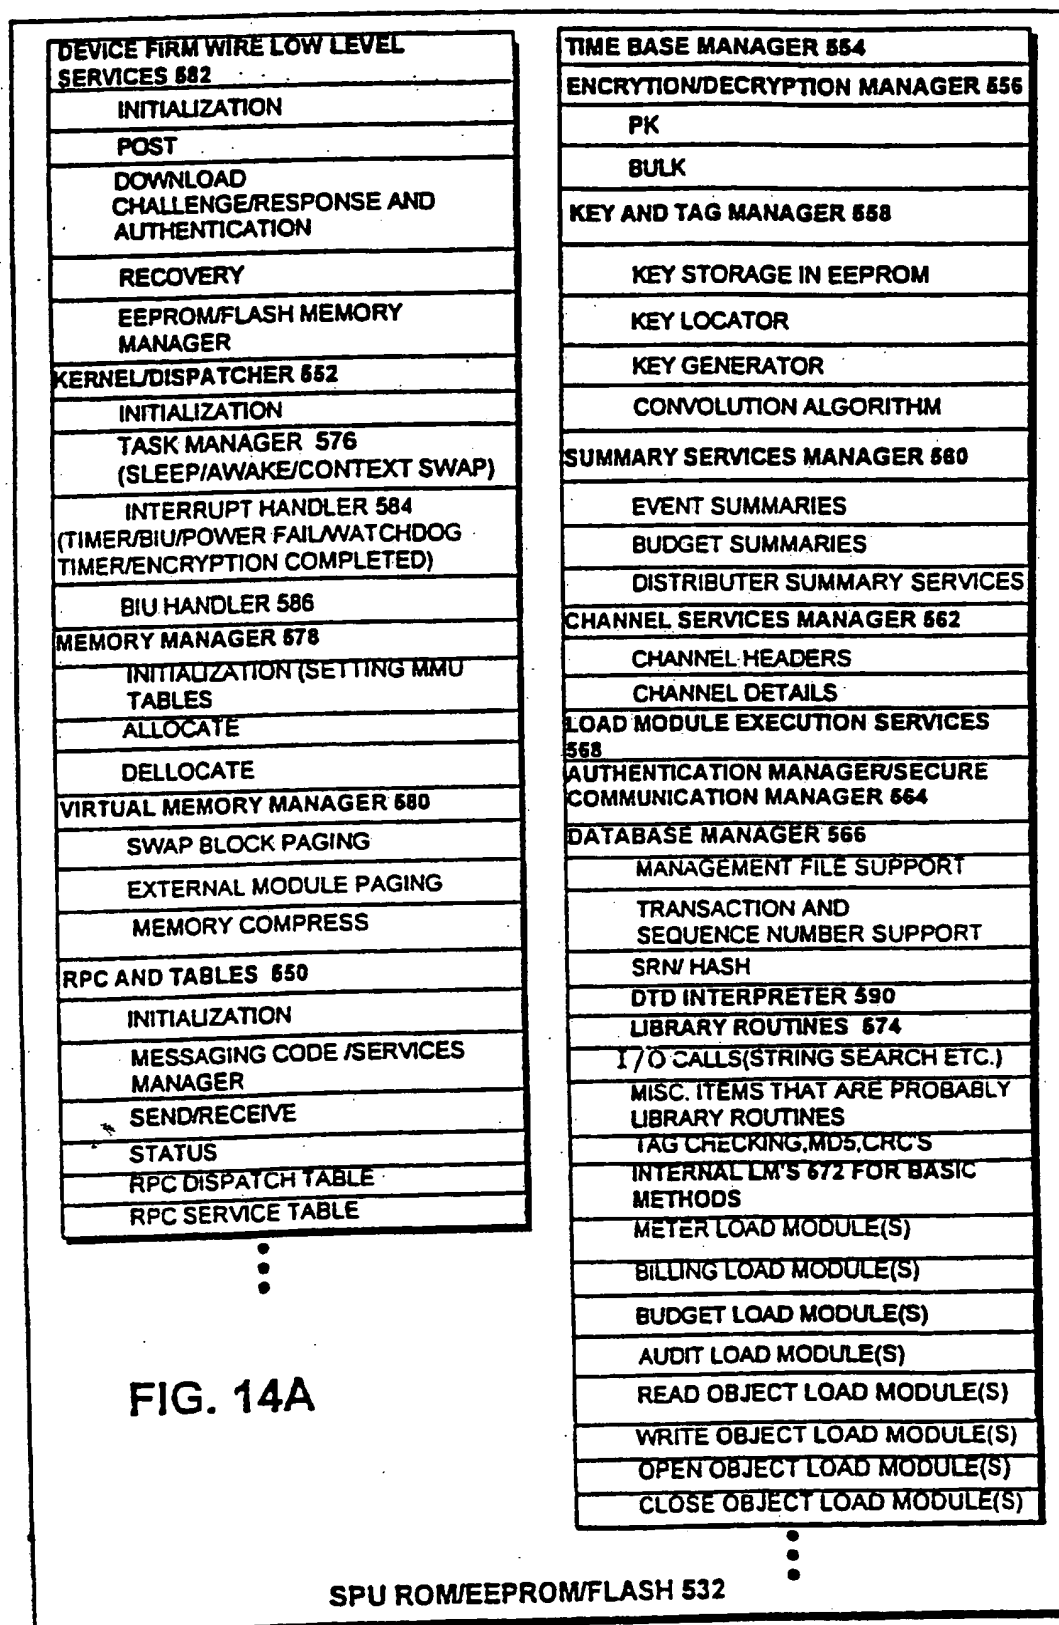 DEVICE FIRM WIRE LOW LEVEL
SERVICES 582
INITIALIZATION
POST
DOWNLOAD
CHALLENGE/RESPONSE AND
AUTHENTICATION
RECOVERY
EEPROM/FLASH MEMORY
MANAGER
KERNEL/DISPATCHER 552
INITIALIZATION
TASK MANAGER 576
(SLEEP/AWAKE/CONTEXT SWAP)
INTERRUPT HANDLER 584
(TIMER/BIU/POWER FAIL/WATCHDOG
TIMER/ENCRYPTION COMPLETED)
BIU HANDLER 586
MEMORY MANAGER 578
INITIALIZATION (SETTING MMU
TABLES
ALLOCATE
DELLOCATE
VIRTUAL MEMORY MANAGER 580
SWAP BLOCK PAGING
EXTERNAL MODULE PAGING
MEMORY COMPRESS
RPC AND TABLES 550
INITIALIZATION
MESSAGING CODE /SERVICES
MANAGER
SEND/RECEIVE
STATUS
RPC DISPATCH TABLE
RPC SERVICE TABLE
FIG. 14A
TIME BASE MANAGER 554
ENCRYTION/DECRYPTION MANAGER 556
PK
BULK
KEY AND TAG MANAGER 558
KEY STORAGE IN EEPROM
KEY LOCATOR
KEY GENERATOR
CONVOLUTION ALGORITHM
SUMMARY SERVICES MANAGER 560
EVENT SUMMARIES
BUDGET SUMMARIES
DISTRIBUTER SUMMARY SERVICES
CHANNEL SERVICES MANAGER 562
CHANNEL HEADERS
CHANNEL DETAILS
LOAD MODULE EXECUTION SERVICES
568
AUTHENTICATION MANAGER/SECURE
COMMUNICATION MANAGER 564
DATABASE MANAGER 566
MANAGEMENT FILE SUPPORT
TRANSACTION AND
SEQUENCE NUMBER SUPPORT
SRN/ HASH
DTD INTERPRETER 590
LIBRARY ROUTINES 574
I/O CALLS(STRING SEARCH ETC.)
MISC. ITEMS THAT ARE PROBABLY
LIBRARY ROUTINES
TAG CHECKING,MD5,CRC'S
INTERNAL LM'S 572 FOR BASIC
METHODS
METER LOAD MODULE(S)
BILLING LOAD MODULE(S)
BUDGET LOAD MODULE(S)
AUDIT LOAD MODULE(S)
READ OBJECT LOAD MODULE(S)
WRITE OBJECT LOAD MODULE(S)
OPEN OBJECT LOAD MODULE(S)
CLOSE OBJECT LOAD MODULE(S)
SPU ROM/EEPROM/FLASH 532